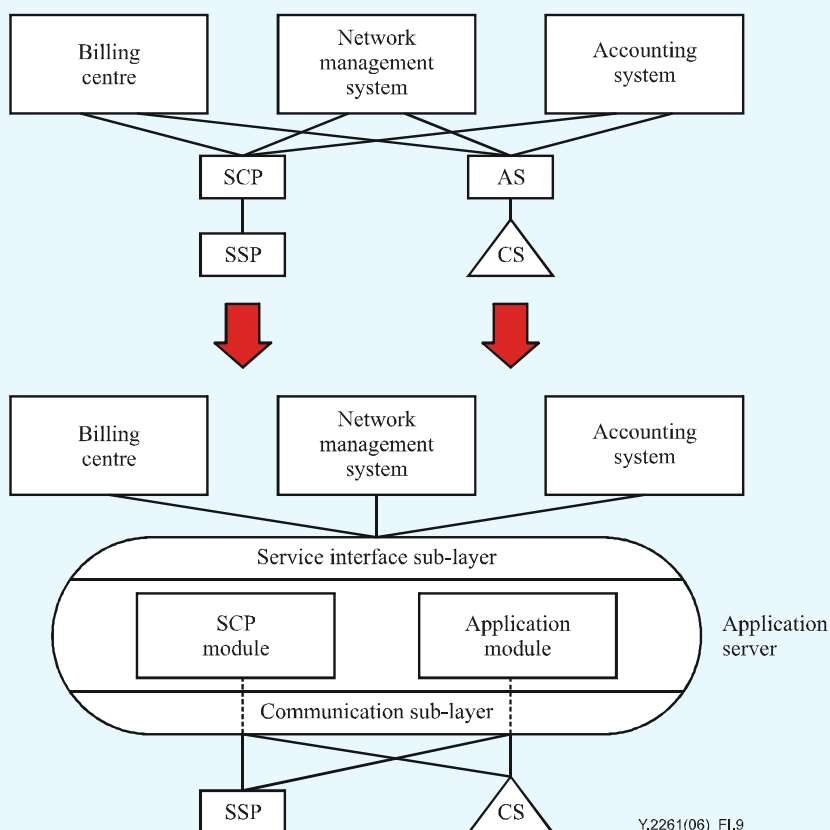 Billing
centre
Network
management
system
Accounting
system
SCP
AS
SSP
CS
Billing
centre
Network
management
system
Accounting
system
Service interface sub-layer
SCP
module
Application
module
Application
server
Communication sub-layer
SSP
CS
Y.2261(06)_FI.9